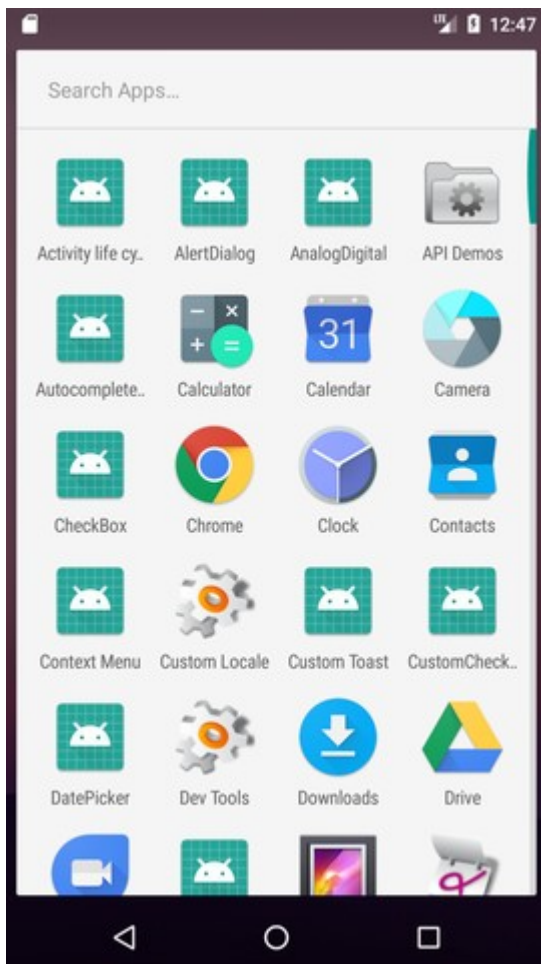 LTE 12:47
Search Apps...
Activity life cy.. AlertDialog AnalogDigital API Demos
Autocomplete.. Calculator 31 Calendar Camera
CheckBox Chrome Clock Contacts
Context Menu Custom Locale Custom Toast CustomCheck..
DatePicker Dev Tools Downloads Drive